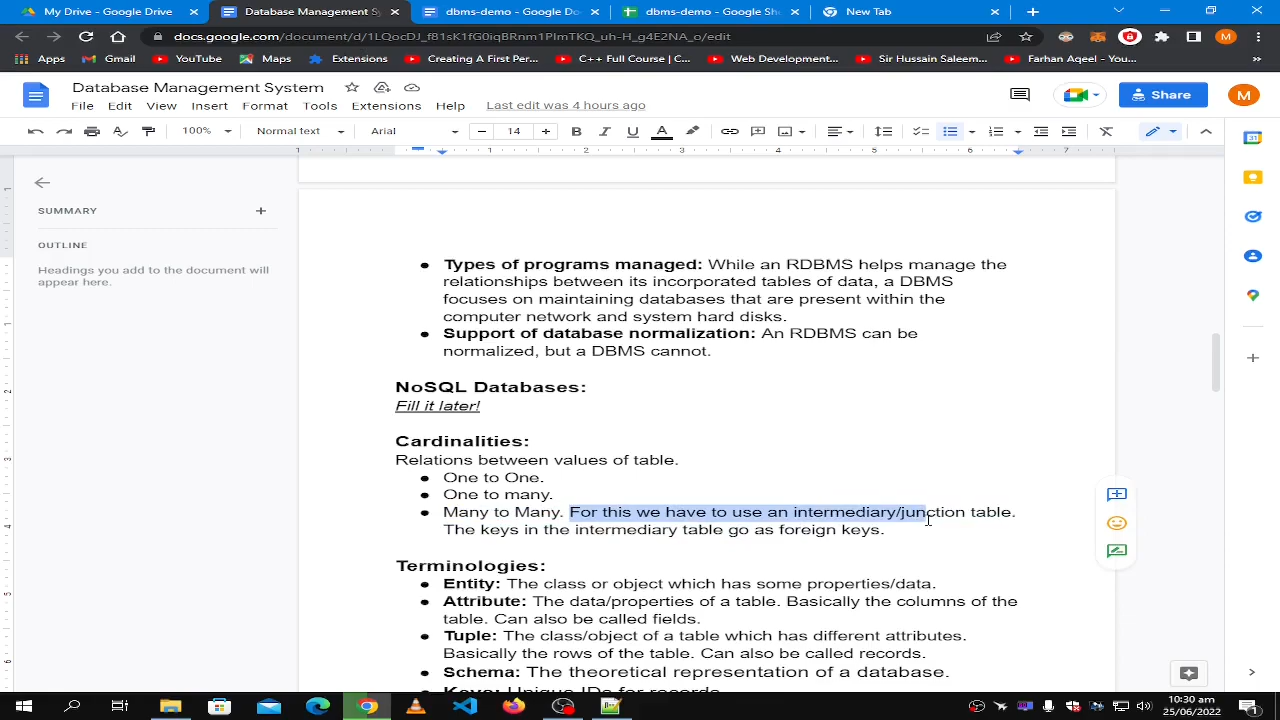 My Drive - Google Drive
Database Management Sy
dbms-demo - Google Do
dbms-demo - Google She
New Tab
docs.google.com/document/d/1LQocDJ_f81sK1fG0iqBRnm1PlmTKQ_uh-H_g4E2NA_o/edit
Apps
Gmail
YouTube
Maps
Extensions
Creating A First Per...
C++ Full Course | C...
Web Development...
Sir Hussain Saleem...
Farhan Aqeel - You...
Database Management System
File Edit View Insert Format Tools Extensions Help
Last edit was 4 hours ago
Share
M
100%
Normal text
Arial
14
SUMMARY
OUTLINE
Headings you add to the document will
appear here.
Types of programs managed: While an RDBMS helps manage the
relationships between its incorporated tables of data, a DBMS
focuses on maintaining databases that are present within the
computer network and system hard disks.
Support of database normalization: An RDBMS can be
normalized, but a DBMS cannot.
NoSQL Databases:
Fill it later!
Cardinalities:
Relations between values of table.
One to One.
One to many.
Many to Many. For this we have to use an intermediary/junction table.
The keys in the intermediary table go as foreign keys.
Terminologies:
Entity: The class or object which has some properties/data.
Attribute: The data/properties of a table. Basically the columns of the
table. Can also be called fields.
Tuple: The class/object of a table which has different attributes.
Basically the rows of the table. Can also be called records.
Schema: The theoretical representation of a database.
Keys: Unique IDs for records.
10:30 am
25/06/2022